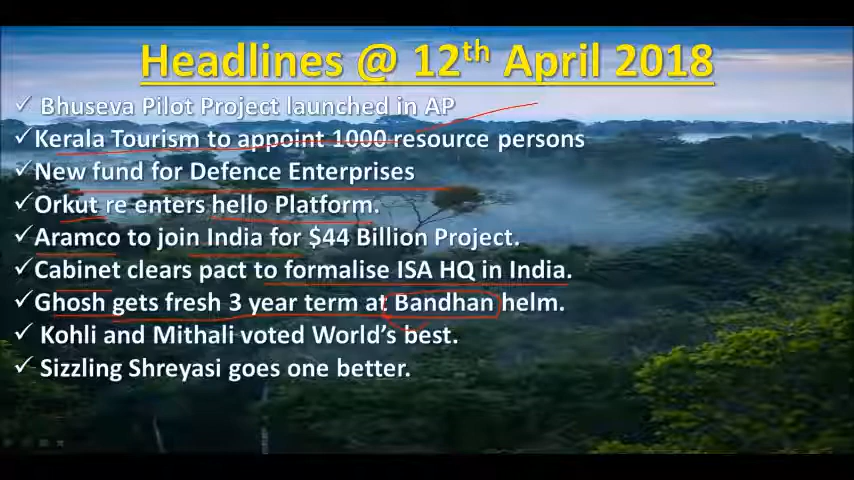 Headlines @ 12th April 2018
✓ Bhuseva Pilot Project launched in AP
✓Kerala Tourism to appoint 1000 resource persons
✓New fund for Defence Enterprises
✓Orkut re enters hello Platform.
✓Aramco to join India for $44 Billion Project.
✓Cabinet clears pact to formalise ISA HQ in India.
✓Ghosh gets fresh 3 year term at Bandhan helm.
✓ Kohli and Mithali voted World's best.
✓ Sizzling Shreyasi goes one better.